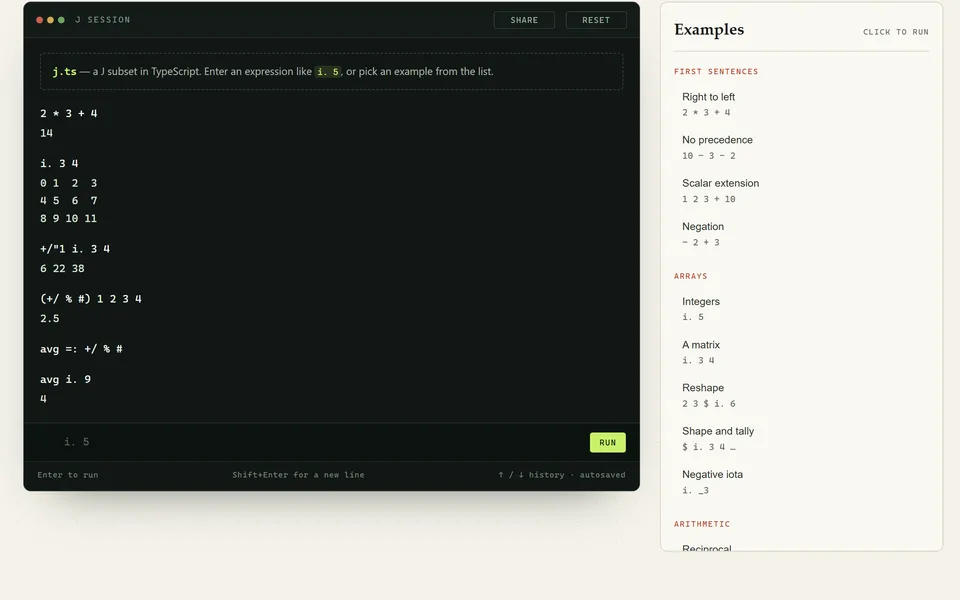 J SESSION
SHARE
RESET
j.ts — a J subset in TypeScript. Enter an expression like i. 5, or pick an example from the list.
2 * 3 + 4
14
i. 3 4
0 1  2  3
4 5  6  7
8 9 10 11
+/"1 i. 3 4
6 22 38
(+/ % #) 1 2 3 4
2.5
avg =: +/ % #
avg i. 9
4
i. 5
RUN
Enter to run
Shift+Enter for a new line
↑ / ↓ history · autosaved
Examples
CLICK TO RUN
FIRST SENTENCES
Right to left
2 * 3 + 4
No precedence
10 - 3 - 2
Scalar extension
1 2 3 + 10
Negation
- 2 + 3
ARRAYS
Integers
i. 5
A matrix
i. 3 4
Reshape
2 3 $ i. 6
Shape and tally
$ i. 3 4 …
Negative iota
i. _3
ARITHMETIC
Reciprocal